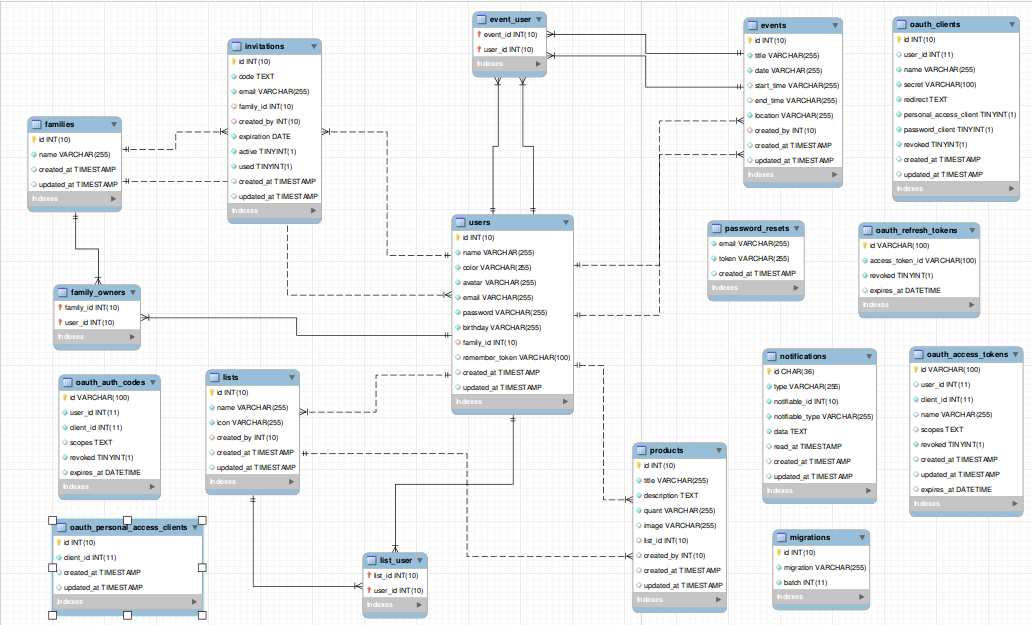 event_user
event_id INT(10)
user_id INT(10)
Indexes
events
id INT(10)
title VARCHAR(255)
date VARCHAR(255)
start_time VARCHAR(255)
end_time VARCHAR(255)
location VARCHAR(255)
created_by INT(10)
created_at TIMESTAMP
updated_at TIMESTAMP
Indexes
oauth_clients
id INT(10)
user_id INT(11)
name VARCHAR(255)
secret VARCHAR(100)
redirect TEXT
personal_access_client TINYINT(1)
password_client TINYINT(1)
revoked TINYINT(1)
created_at TIMESTAMP
updated_at TIMESTAMP
Indexes
invitations
id INT(10)
code TEXT
email VARCHAR(255)
family_id INT(10)
created_by INT(10)
expiration DATE
active TINYINT(1)
used TINYINT(1)
created_at TIMESTAMP
updated_at TIMESTAMP
Indexes
families
id INT(10)
name VARCHAR(255)
created_at TIMESTAMP
updated_at TIMESTAMP
Indexes
users
id INT(10)
name VARCHAR(255)
color VARCHAR(255)
avatar VARCHAR(255)
email VARCHAR(255)
password VARCHAR(255)
birthday VARCHAR(255)
family_id INT(10)
remember_token VARCHAR(100)
created_at TIMESTAMP
updated_at TIMESTAMP
Indexes
password_resets
email VARCHAR(255)
token VARCHAR(255)
created_at TIMESTAMP
Indexes
oauth_refresh_tokens
id VARCHAR(100)
access_token_id VARCHAR(100)
revoked TINYINT(1)
expires_at DATETIME
Indexes
family_owners
family_id INT(10)
user_id INT(10)
Indexes
oauth_auth_codes
id VARCHAR(100)
user_id INT(11)
client_id INT(11)
scopes TEXT
revoked TINYINT(1)
expires_at DATETIME
Indexes
lists
id INT(10)
name VARCHAR(255)
icon VARCHAR(255)
created_by INT(10)
created_at TIMESTAMP
updated_at TIMESTAMP
Indexes
notifications
id CHAR(36)
type VARCHAR(255)
notifiable_id INT(10)
notifiable_type VARCHAR(255)
data TEXT
read_at TIMESTAMP
created_at TIMESTAMP
updated_at TIMESTAMP
Indexes
oauth_access_tokens
id VARCHAR(100)
user_id INT(11)
client_id INT(11)
name VARCHAR(255)
scopes TEXT
revoked TINYINT(1)
created_at TIMESTAMP
updated_at TIMESTAMP
expires_at DATETIME
Indexes
products
id INT(10)
title VARCHAR(255)
description TEXT
quant VARCHAR(255)
image VARCHAR(255)
list_id INT(10)
created_by INT(10)
created_at TIMESTAMP
updated_at TIMESTAMP
Indexes
oauth_personal_access_clients
id INT(10)
client_id INT(11)
created_at TIMESTAMP
updated_at TIMESTAMP
Indexes
list_user
list_id INT(10)
user_id INT(10)
Indexes
migrations
id INT(10)
migration VARCHAR(255)
batch INT(11)
Indexes